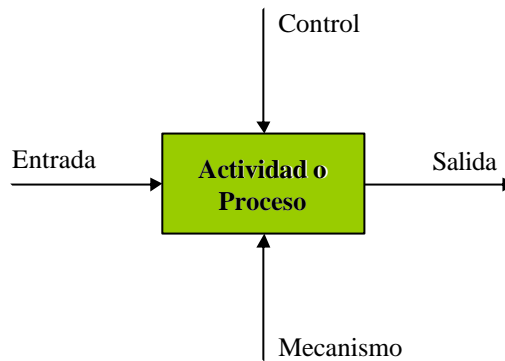 Control
Entrada
Actividad o
Proceso
Salida
Mecanismo